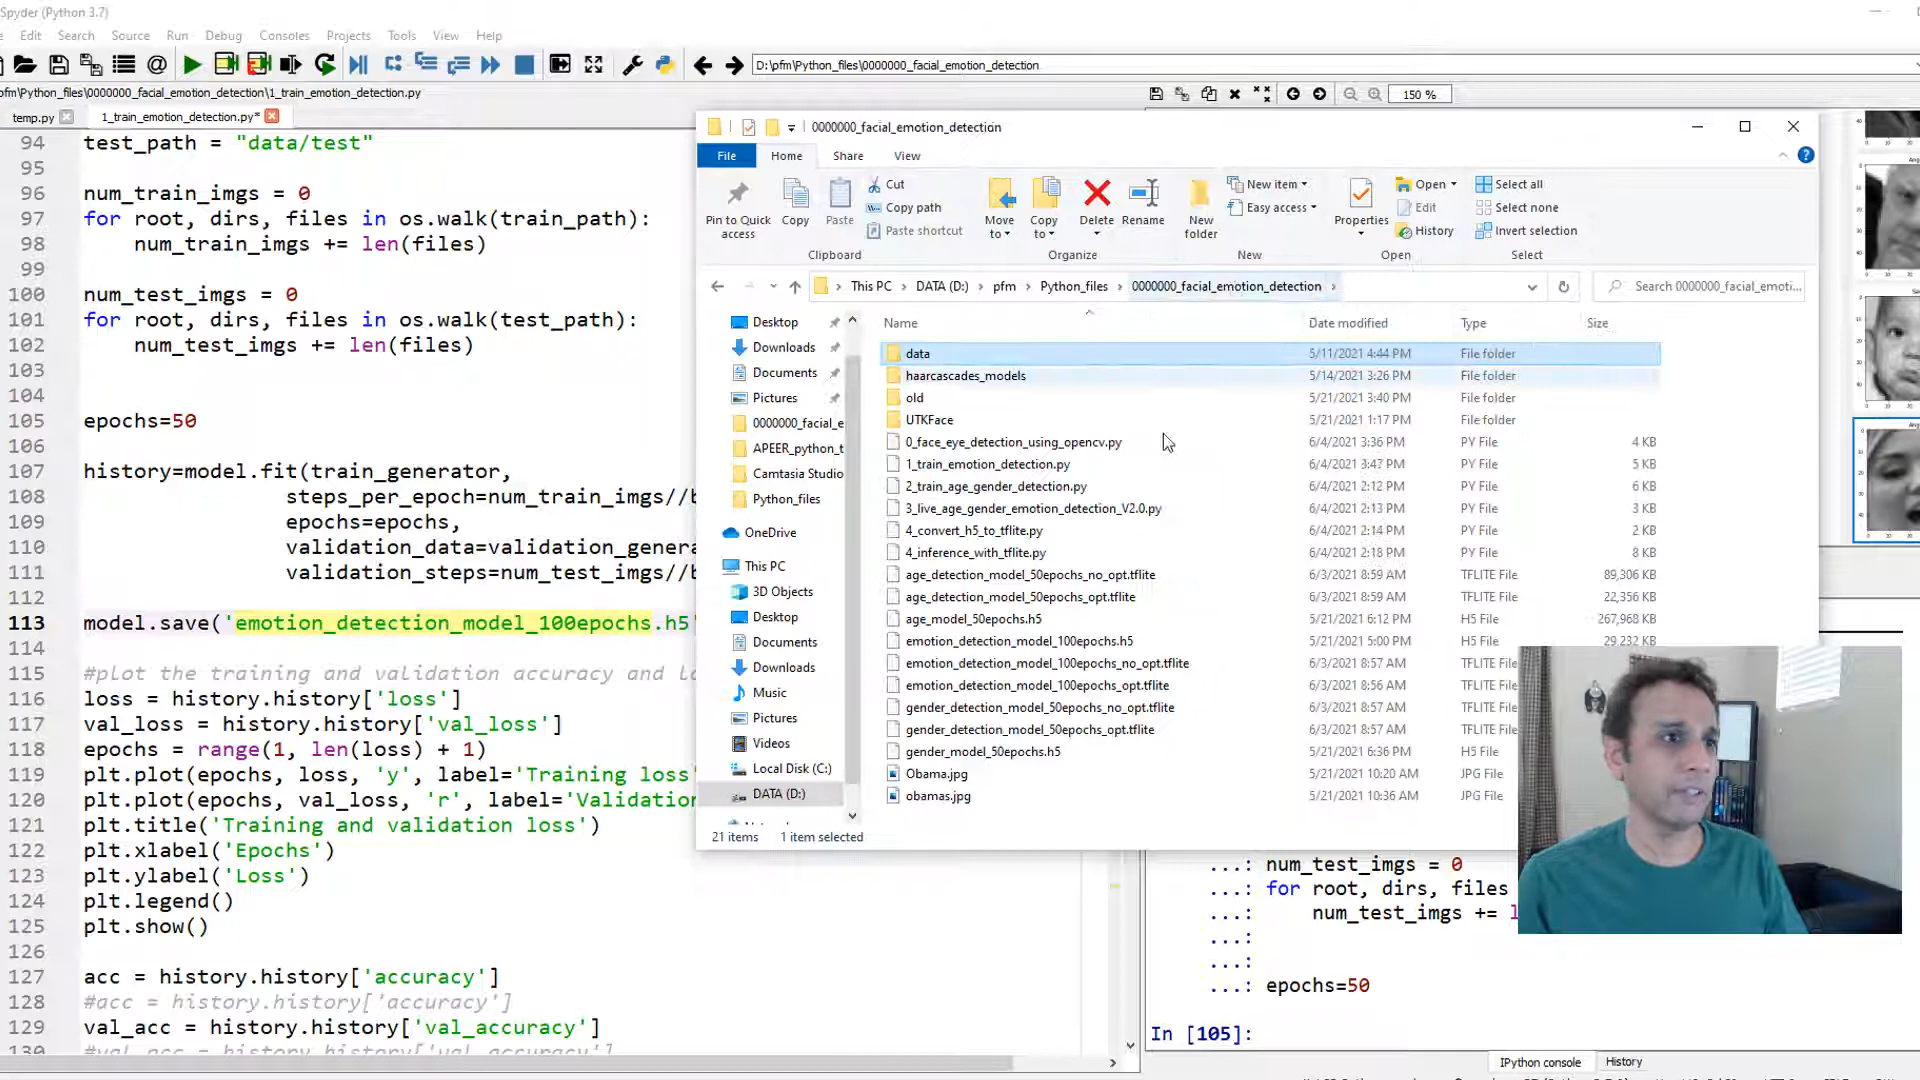 Spyder (Python 3.7)
Edit Search Source Run Debug Consoles Projects Tools View Help
D:\pfm\Python_files\0000000_facial_emotion_detection
pfm\Python_files\0000000_facial_emotion_detection\1_train_emotion_detection.py
150 %
temp.py 1_train_emotion_detection.py*
94 test_path = "data/test"
95
96 num_train_imgs = 0
97 for root, dirs, files in os.walk(train_path):
98 num_train_imgs += len(files)
99
100 num_test_imgs = 0
101 for root, dirs, files in os.walk(test_path):
102 num_test_imgs += len(files)
103
104
105 epochs=50
106
107 history=model.fit(train_generator,
108 steps_per_epoch=num_train_imgs//b
109 epochs=epochs,
110 validation_data=validation_genera
111 validation_steps=num_test_imgs//b
112
113 model.save('emotion_detection_model_100epochs.h5'
114
115 #plot the training and validation accuracy and lo
116 loss = history.history['loss']
117 val_loss = history.history['val_loss']
118 epochs = range(1, len(loss) + 1)
119 plt.plot(epochs, loss, 'y', label='Training loss'
120 plt.plot(epochs, val_loss, 'r', label='Validation
121 plt.title('Training and validation loss')
122 plt.xlabel('Epochs')
123 plt.ylabel('Loss')
124 plt.legend()
125 plt.show()
126
127 acc = history.history['accuracy']
128 #acc = history.history['accuracy']
129 val_acc = history.history['val_accuracy']
130 #val_acc = history.history['val_accuracy']
0000000_facial_emotion_detection
File Home Share View
Pin to Quick access
Copy
Paste
Cut
Copy path
Paste shortcut
Clipboard
Move to
Copy to
Delete
Rename
Organize
New folder
New item
Easy access
New
Properties
Open
Edit
History
Open
Select all
Select none
Invert selection
Select
This PC DATA (D:) pfm Python_files 0000000_facial_emotion_detection
Search 0000000_facial_emoti...
Desktop
Downloads
Documents
Pictures
0000000_facial_e
APEER_python_t
Camtasia Studio
Python_files
OneDrive
This PC
3D Objects
Desktop
Documents
Downloads
Music
Pictures
Videos
Local Disk (C:)
DATA (D:)
Name Date modified Type Size
data 5/11/2021 4:44 PM File folder
haarcascades_models 5/14/2021 3:26 PM File folder
old 5/21/2021 3:40 PM File folder
UTKFace 5/21/2021 1:17 PM File folder
0_face_eye_detection_using_opencv.py 6/4/2021 3:36 PM PY File 4 KB
1_train_emotion_detection.py 6/4/2021 3:47 PM PY File 5 KB
2_train_age_gender_detection.py 6/4/2021 2:12 PM PY File 6 KB
3_live_age_gender_emotion_detection_V2.0.py 6/4/2021 2:13 PM PY File 3 KB
4_convert_h5_to_tflite.py 6/4/2021 2:14 PM PY File 2 KB
4_inference_with_tflite.py 6/4/2021 2:18 PM PY File 8 KB
age_detection_model_50epochs_no_opt.tflite 6/3/2021 8:59 AM TFLITE File 89,306 KB
age_detection_model_50epochs_opt.tflite 6/3/2021 8:59 AM TFLITE File 22,356 KB
age_model_50epochs.h5 5/21/2021 6:12 PM H5 File 267,968 KB
emotion_detection_model_100epochs.h5 5/21/2021 5:00 PM H5 File 29,232 KB
emotion_detection_model_100epochs_no_opt.tflite 6/3/2021 8:57 AM TFLITE File
emotion_detection_model_100epochs_opt.tflite 6/3/2021 8:56 AM TFLITE File
gender_detection_model_50epochs_no_opt.tflite 6/3/2021 8:57 AM TFLITE File
gender_detection_model_50epochs_opt.tflite 6/3/2021 8:57 AM TFLITE File
gender_model_50epochs.h5 5/21/2021 6:36 PM H5 File
Obama.jpg 5/21/2021 10:20 AM JPG File
obamas.jpg 5/21/2021 10:36 AM JPG File
21 items 1 item selected
...: num_test_imgs = 0
...: for root, dirs, files
...: num_test_imgs += l
...:
...:
...: epochs=50
In [105]:
IPython console History